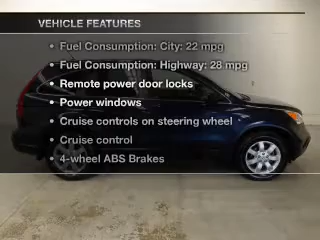 VEHICLE FEATURES
• Fuel Consumption: City: 22 mpg
• Fuel Consumption: Highway: 28 mpg
• Remote power door locks
• Power windows
• Cruise controls on steering wheel
• Cruise control
• 4-wheel ABS Brakes